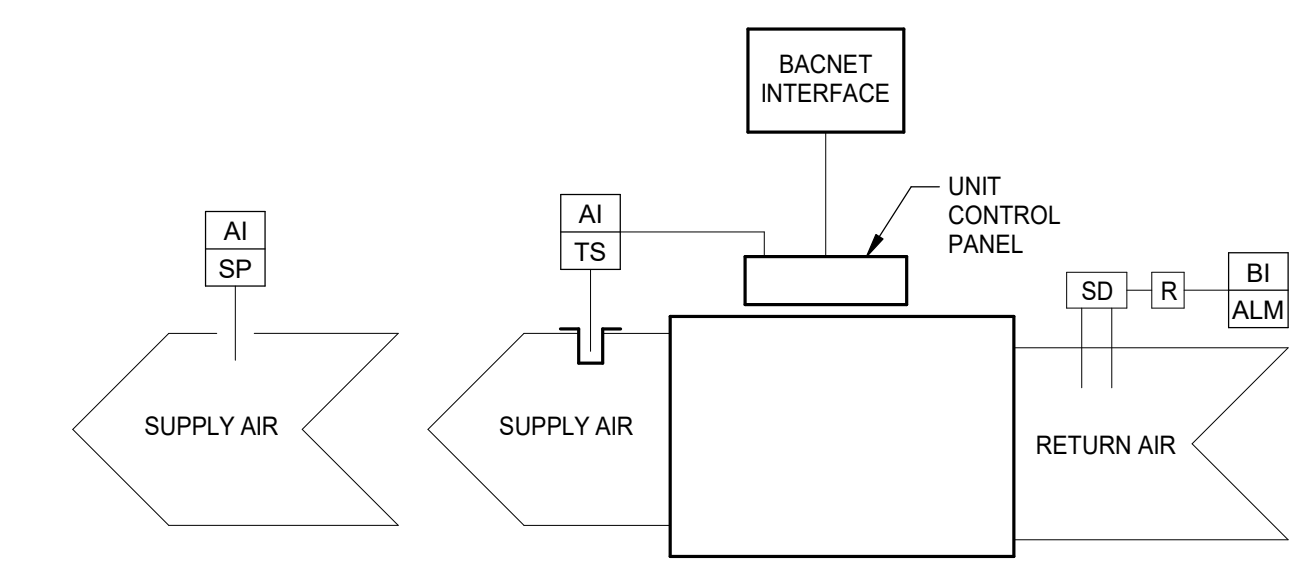 BACNET
INTERFACE
UNIT
CONTROL
PANEL
AI
SP
AI
TS
SD
R
BI
ALM
SUPPLY AIR
SUPPLY AIR
RETURN AIR